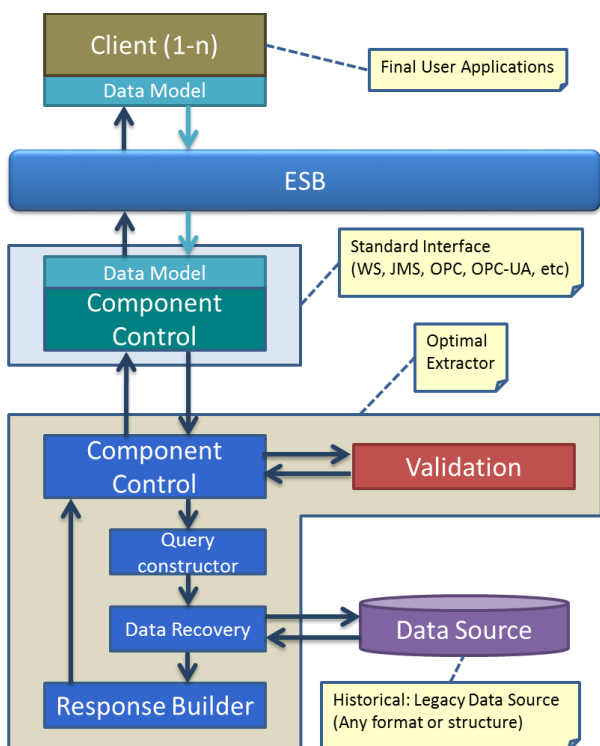 Client (1-n)
Data Model
Final User Applications
ESB
Data Model
Component
Control
Standard Interface
(WS, JMS, OPC, OPC-UA, etc)
Optimal
Extractor
Component
Control
Validation
Query
constructor
Data Recovery
Data Source
Response Builder
Historical: Legacy Data Source
(Any format or structure)